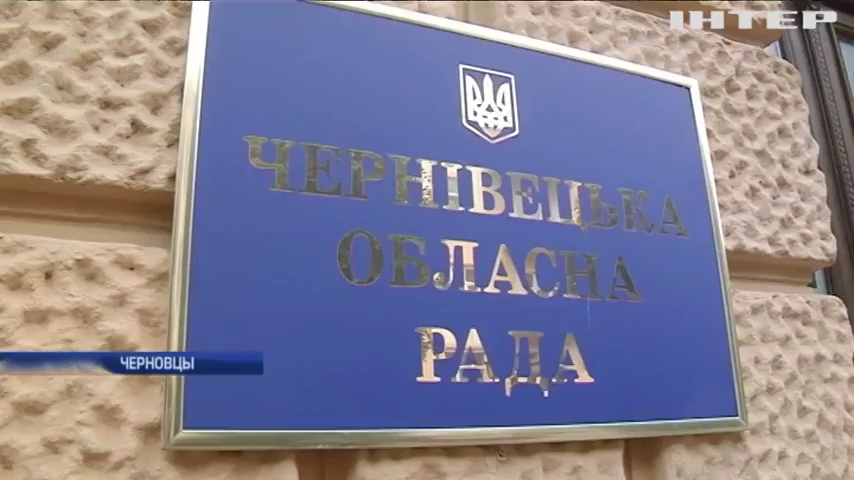 ІНТЕР
ЧЕРНІВЕЦЬКА
ОБЛАСНА
РАДА
ЧЕРНОВЦЫ